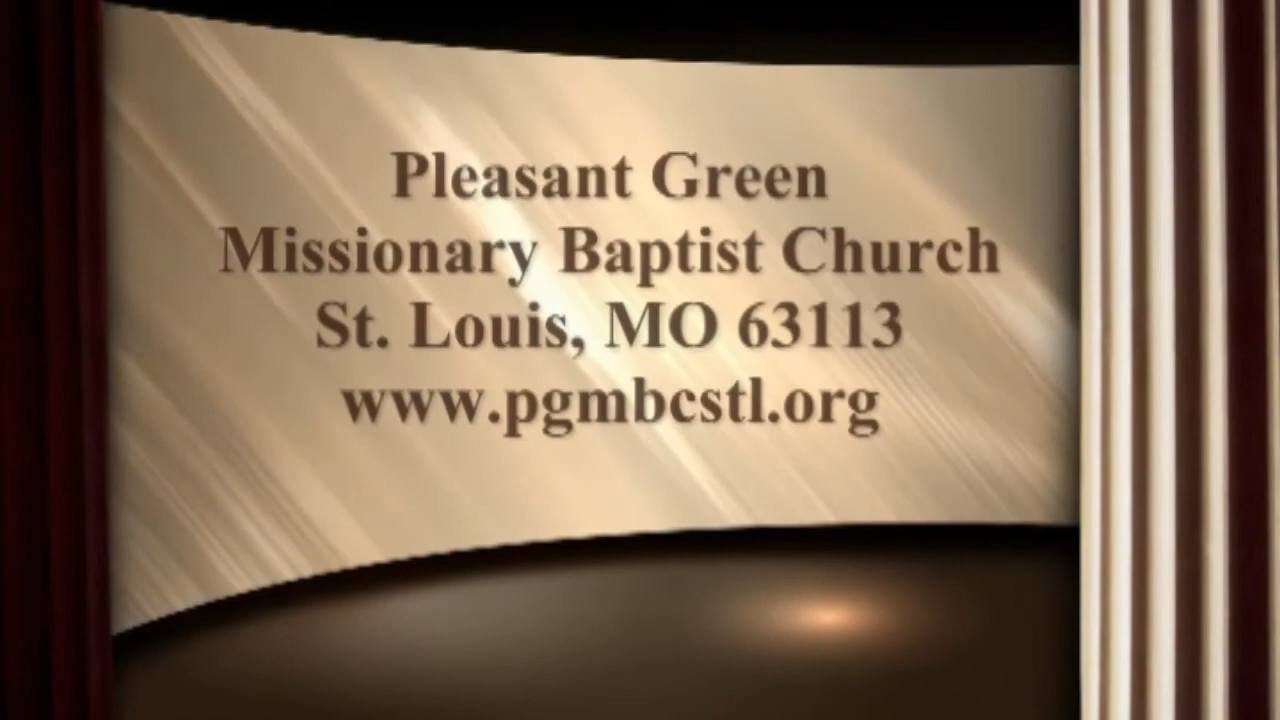 Pleasant Green
Missionary Baptist Church
St. Louis, MO 63113
www.pgmbcstl.org